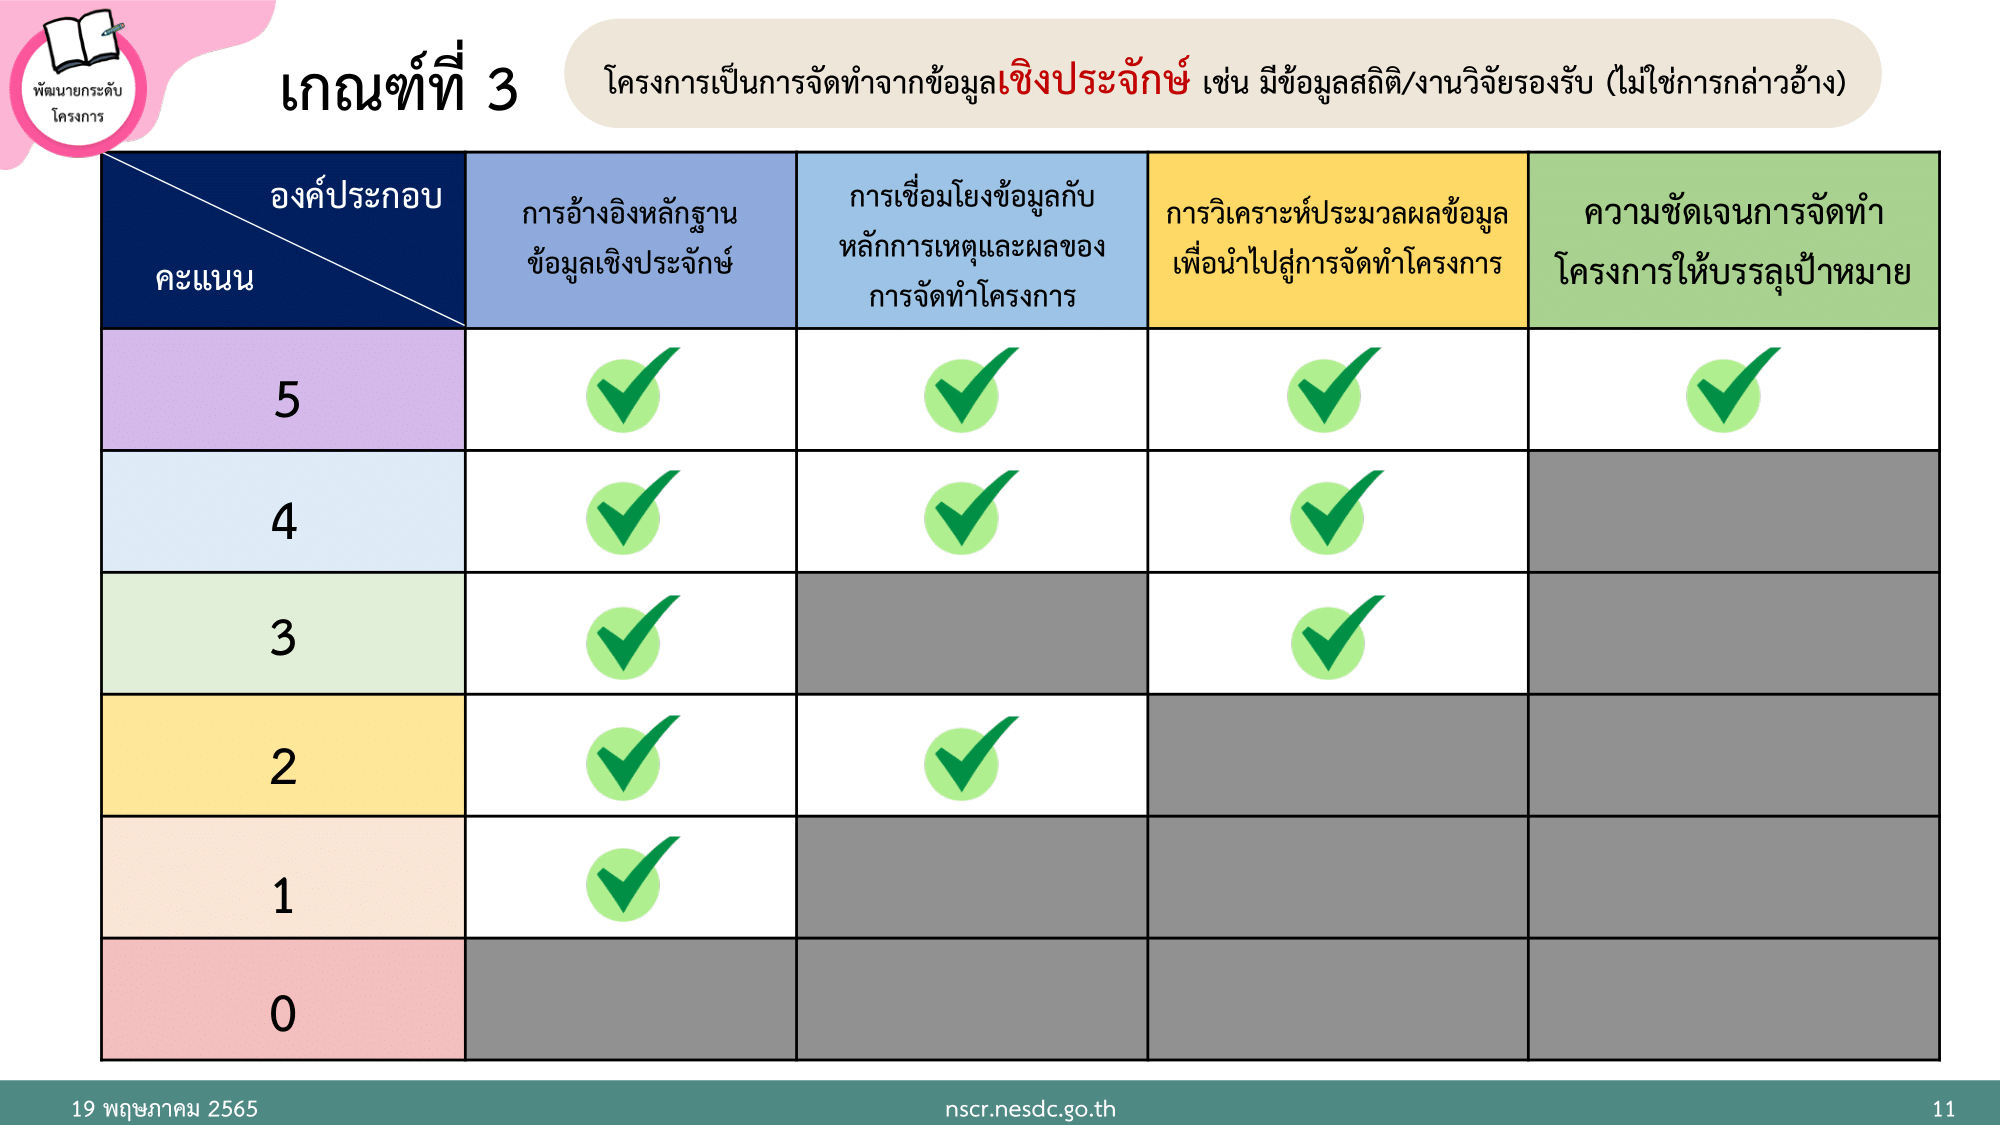 พัฒนายกระดับ
โครงการ
เกณฑ์ที่ 3
โครงการเป็นการจัดทำจากข้อมูลเชิงประจักษ์ เช่น มีข้อมูลสถิติ/งานวิจัยรองรับ (ไม่ใช่การกล่าวอ้าง)
องค์ประกอบ
คะแนน
การอ้างอิงหลักฐาน
ข้อมูลเชิงประจักษ์
การเชื่อมโยงข้อมูลกับ
หลักการเหตุและผลของ
การจัดทำโครงการ
การวิเคราะห์ประมวลผลข้อมูล
เพื่อนำไปสู่การจัดทำโครงการ
ความชัดเจนการจัดทำ
โครงการให้บรรลุเป้าหมาย
5
4
3
2
1
0
19 พฤษภาคม 2565
nscr.nesdc.go.th
11